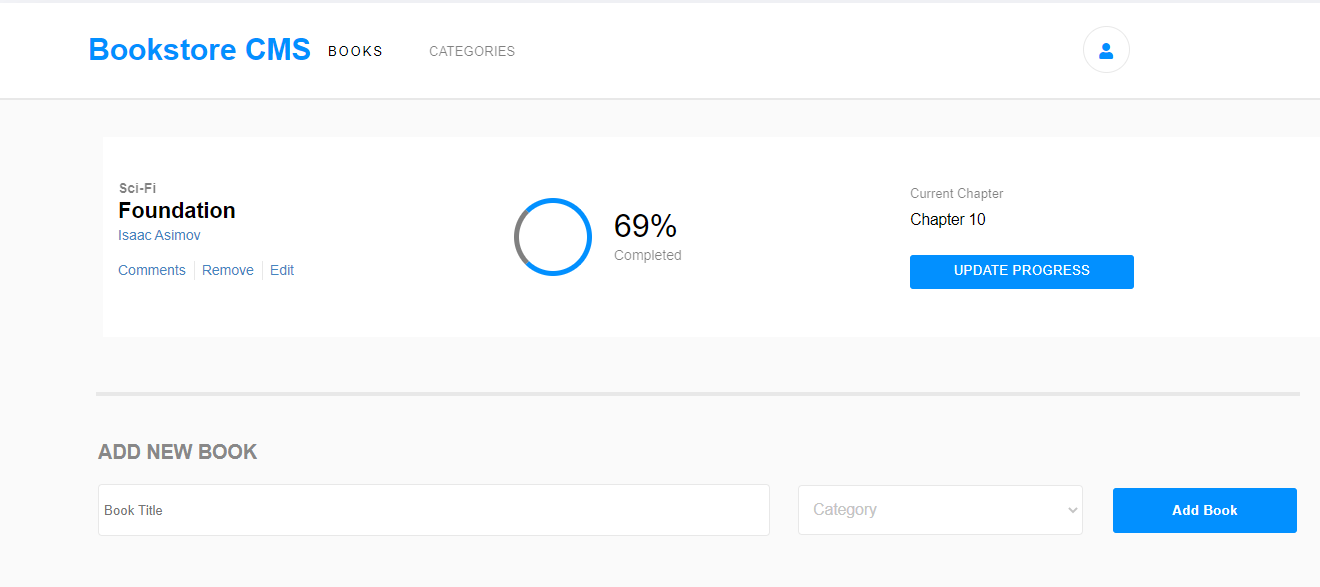 Bookstore CMS BOOKS CATEGORIES
Sci-Fi
Foundation
Isaac Asimov
Comments Remove Edit
69%
Completed
Current Chapter
Chapter 10
UPDATE PROGRESS
ADD NEW BOOK
Book Title Category Add Book